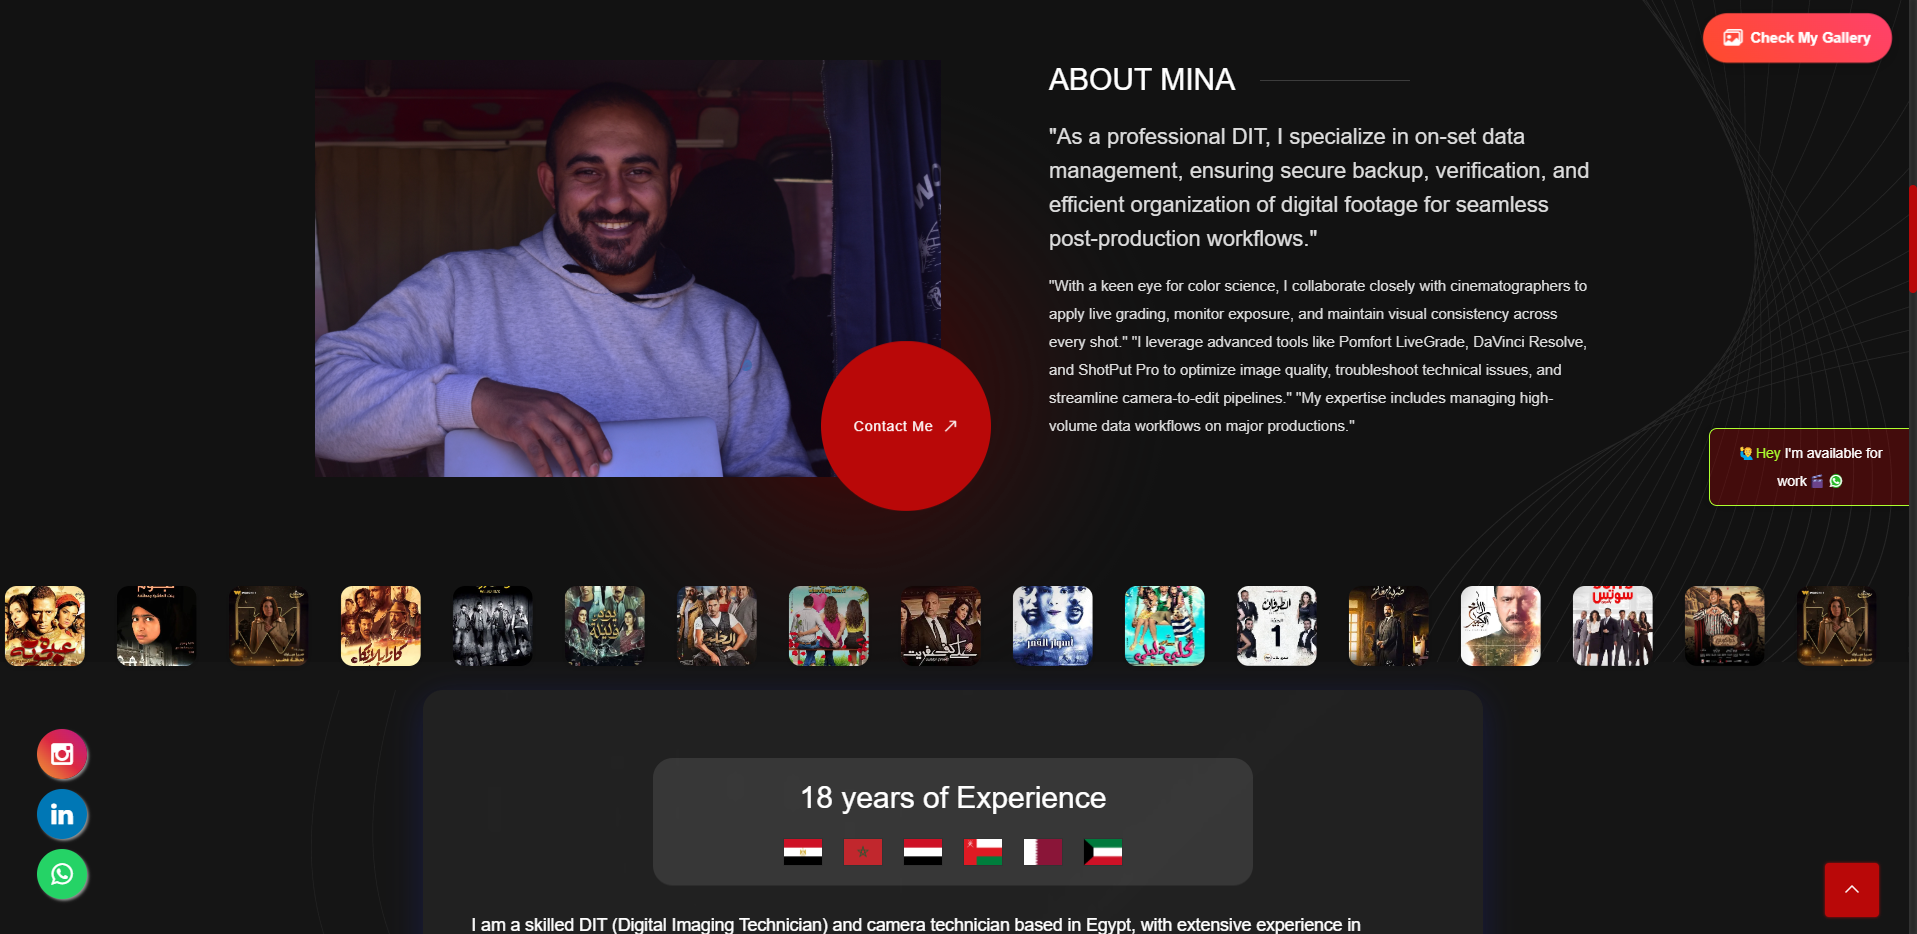 Check My Gallery
ABOUT MINA
"As a professional DIT, I specialize in on-set data
management, ensuring secure backup, verification, and
efficient organization of digital footage for seamless
post-production workflows."
"With a keen eye for color science, I collaborate closely with cinematographers to
apply live grading, monitor exposure, and maintain visual consistency across
every shot." "I leverage advanced tools like Pomfort LiveGrade, DaVinci Resolve,
and ShotPut Pro to optimize image quality, troubleshoot technical issues, and
streamline camera-to-edit pipelines." "My expertise includes managing high-
volume data workflows on major productions."
Contact Me
Hey I'm available for
work
الطوفان
1
سوتس
18 years of Experience
in
I am a skilled DIT (Digital Imaging Technician) and camera technician based in Egypt, with extensive experience in